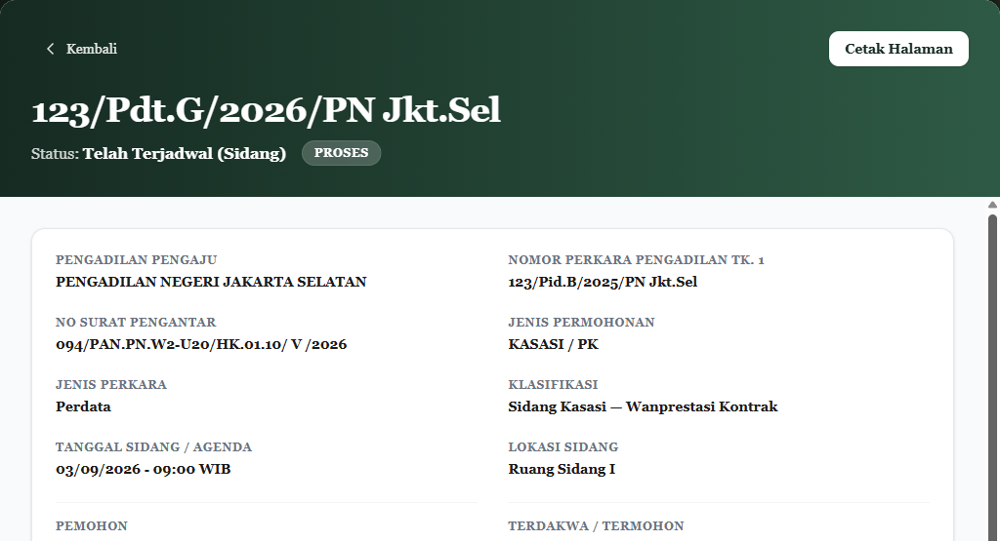 Kembali
Cetak Halaman
123/Pdt.G/2026/PN Jkt.Sel
Status: Telah Terjadwal (Sidang) PROSES
PENGADILAN PENGAJU
PENGADILAN NEGERI JAKARTA SELATAN
NOMOR PERKARA PENGADILAN TK. 1
123/Pid.B/2025/PN Jkt.Sel
NO SURAT PENGANTAR
094/PAN.PN.W2-U20/HK.01.10/ V /2026
JENIS PERMOHONAN
KASASI / PK
JENIS PERKARA
Perdata
KLASIFIKASI
Sidang Kasasi — Wanprestasi Kontrak
TANGGAL SIDANG / AGENDA
03/09/2026 - 09:00 WIB
LOKASI SIDANG
Ruang Sidang I
PEMOHON
TERDAKWA / TERMOHON